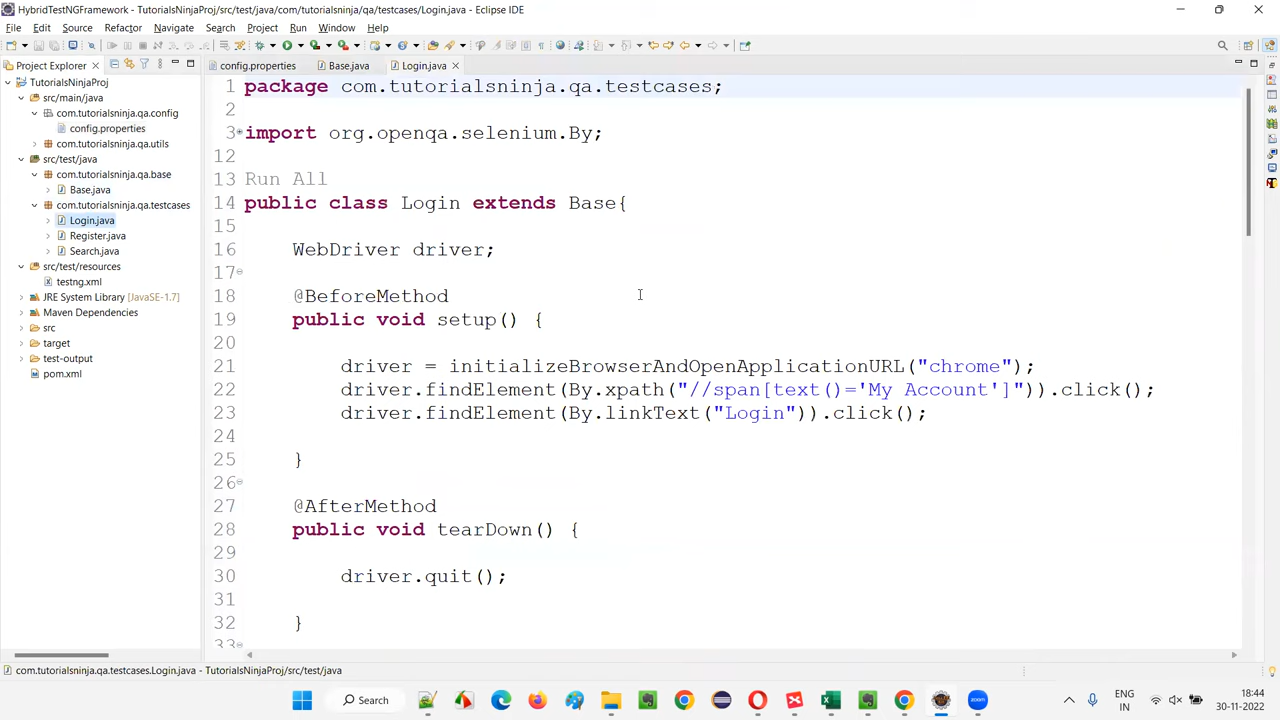 HybridTestNGFramework - TutorialsNinjaProj/src/test/java/com/tutorialsninja/qa/testcases/Login.java - Eclipse IDE
File Edit Source Refactor Navigate Search Project Run Window Help
Project Explorer
config.properties Base.java Login.java
TutorialsNinjaProj
src/main/java
com.tutorialsninja.qa.config
config.properties
com.tutorialsninja.qa.utils
src/test/java
com.tutorialsninja.qa.base
Base.java
com.tutorialsninja.qa.testcases
Login.java
Register.java
Search.java
src/test/resources
testng.xml
JRE System Library [JavaSE-1.7]
Maven Dependencies
src
target
test-output
pom.xml
1 package com.tutorialsninja.qa.testcases;
2
3 import org.openqa.selenium.By;
12
13 Run All
14 public class Login extends Base{
15
16 WebDriver driver;
17
18 @BeforeMethod
19 public void setup() {
20
21 driver = initializeBrowserAndOpenApplicationURL("chrome");
22 driver.findElement(By.xpath("//span[text()='My Account']")).click();
23 driver.findElement(By.linkText("Login")).click();
24
25 }
26
27 @AfterMethod
28 public void tearDown() {
29
30 driver.quit();
31
32 }
33
com.tutorialsninja.qa.testcases.Login.java - TutorialsNinjaProj/src/test/java
Search
ENG
IN
18:44
30-11-2022